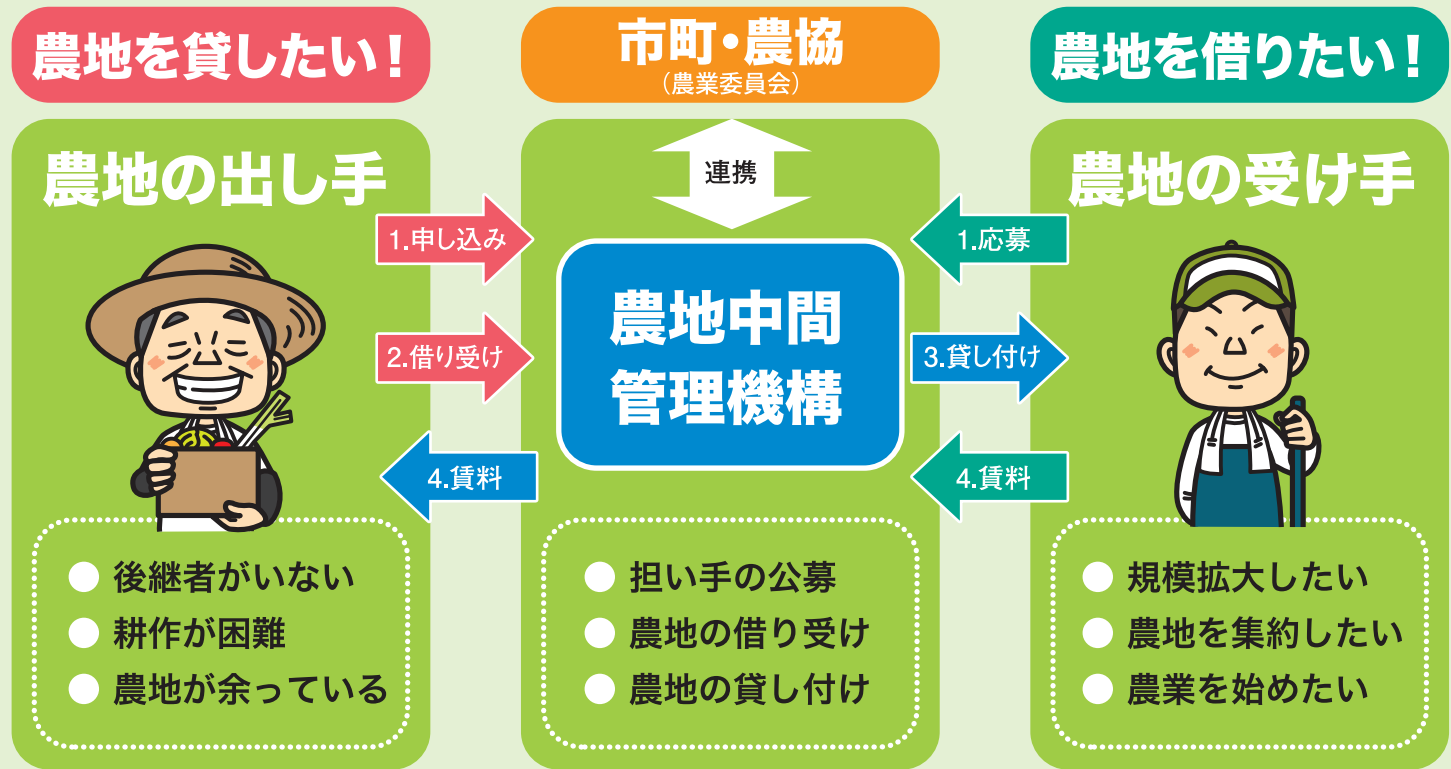 農地を貸したい!
農地の出し手
1.申し込み
2.借り受け
4.賃料
● 後継者がいない
● 耕作が困難
● 農地が余っている
市町・農協
(農業委員会)
連携
農地中間
管理機構
● 担い手の公募
● 農地の借り受け
● 農地の貸し付け
農地を借りたい!
農地の受け手
1.応募
3.貸し付け
4.賃料
● 規模拡大したい
● 農地を集約したい
● 農業を始めたい